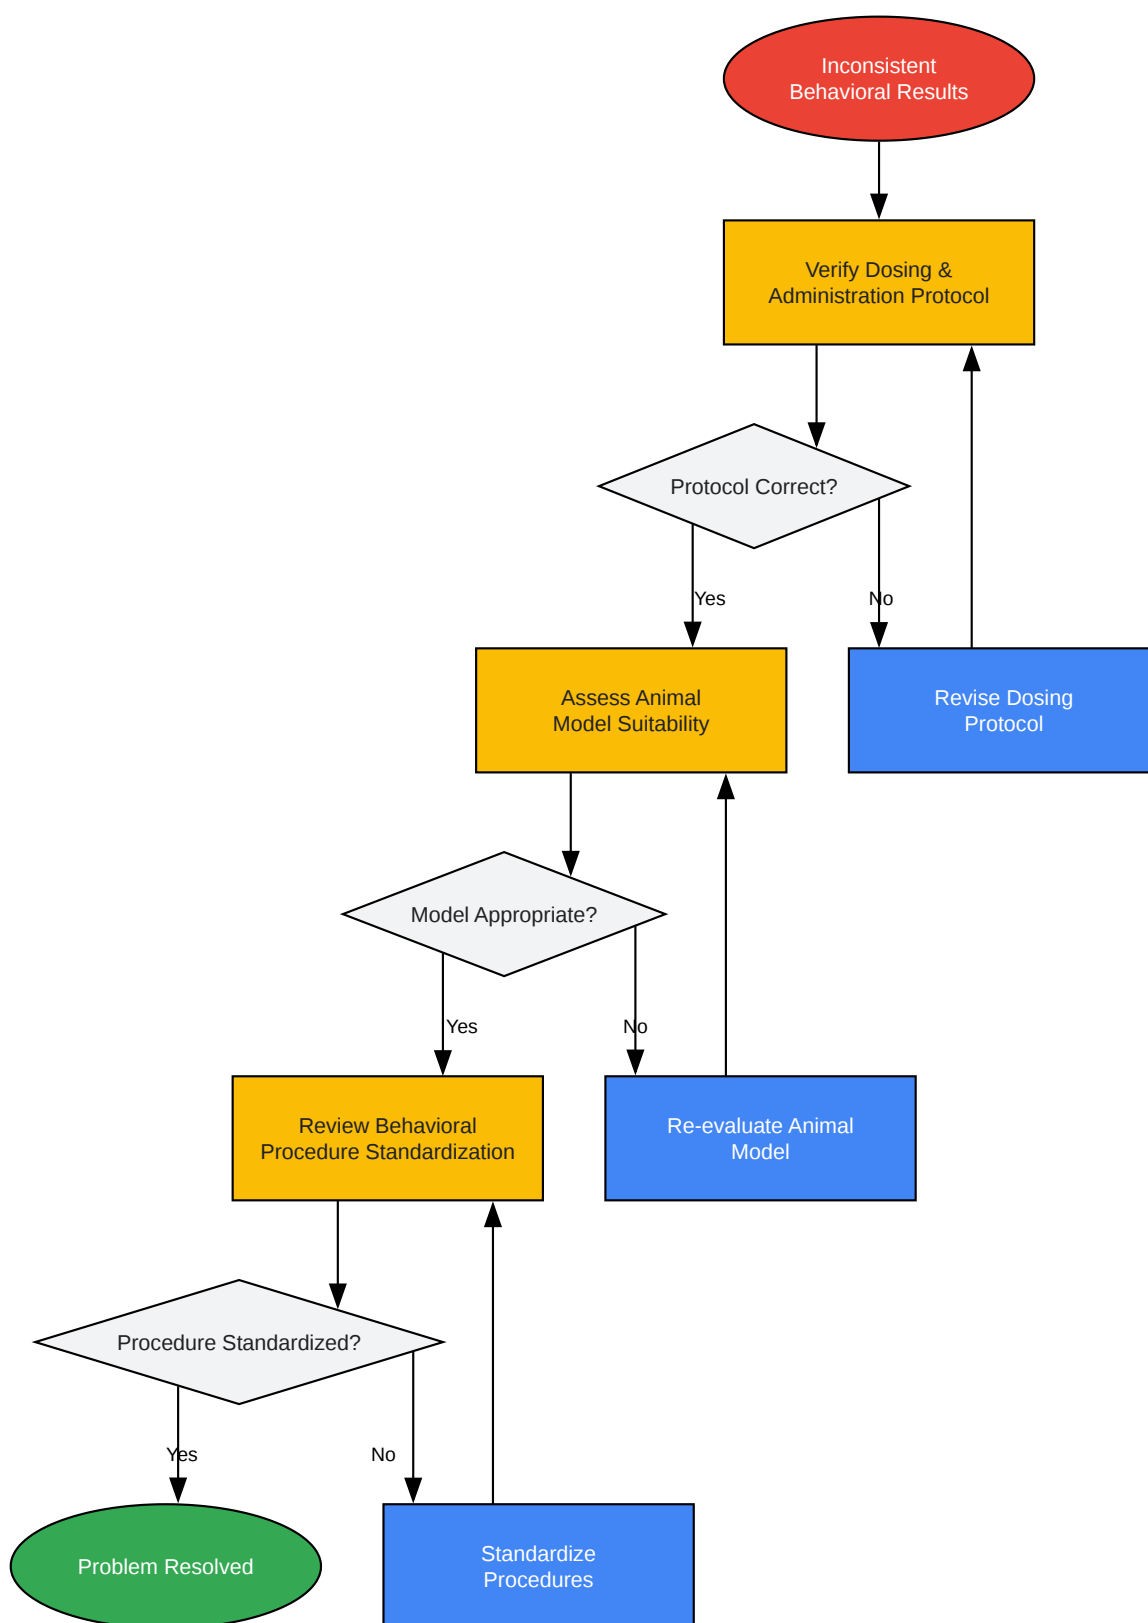 Inconsistent
Behavioral Results
Verify Dosing &
Administration Protocol
Protocol Correct?
Yes
No
Assess Animal
Model Suitability
Revise Dosing
Protocol
Model Appropriate?
Yes
No
Review Behavioral
Procedure Standardization
Re-evaluate Animal
Model
Procedure Standardized?
Yes
No
Problem Resolved
Standardize
Procedures